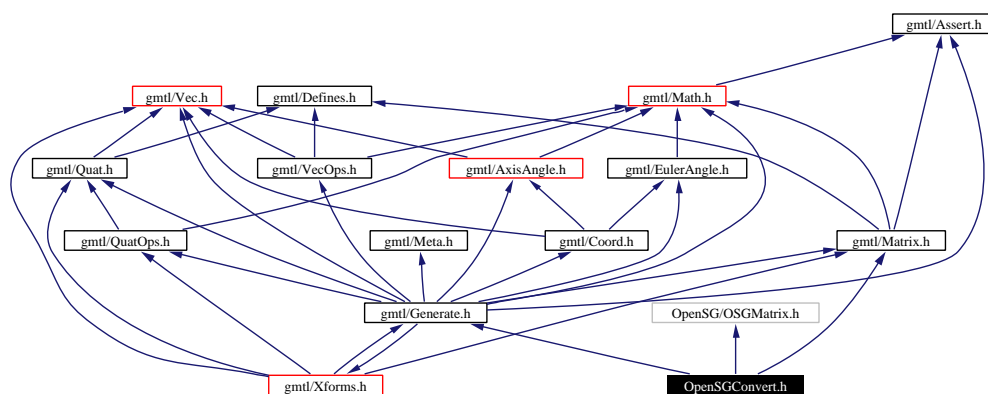 gmtl/Assert.h
gmtl/Vec.h
gmtl/Defines.h
gmtl/Math.h
gmtl/Quat.h
gmtl/VecOps.h
gmtl/AxisAngle.h
gmtl/EulerAngle.h
gmtl/QuatOps.h
gmtl/Meta.h
gmtl/Coord.h
gmtl/Matrix.h
gmtl/Generate.h
OpenSG/OSGMatrix.h
gmtl/Xforms.h
OpenSGConvert.h